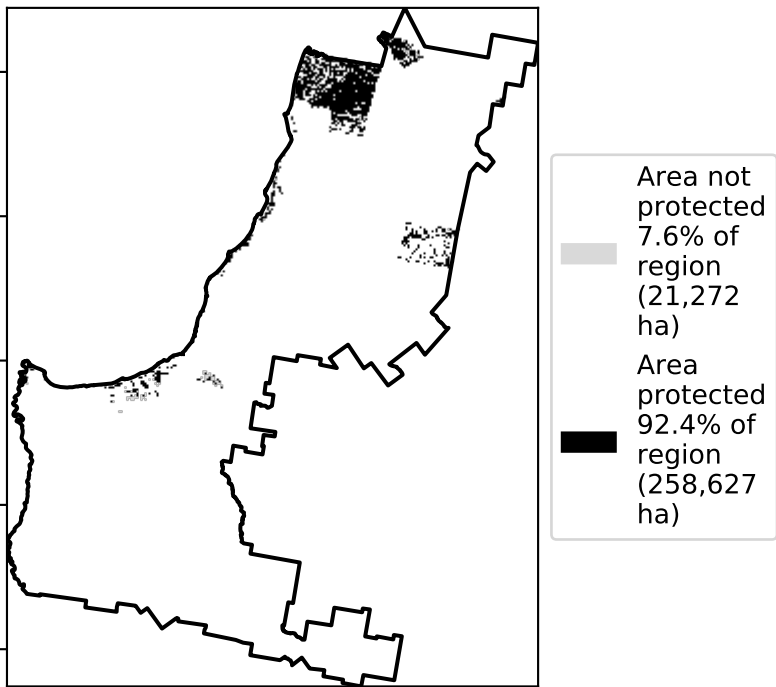 Area not
protected
7.6% of
region
(21,272
ha)
Area
protected
92.4% of
region
(258,627
ha)